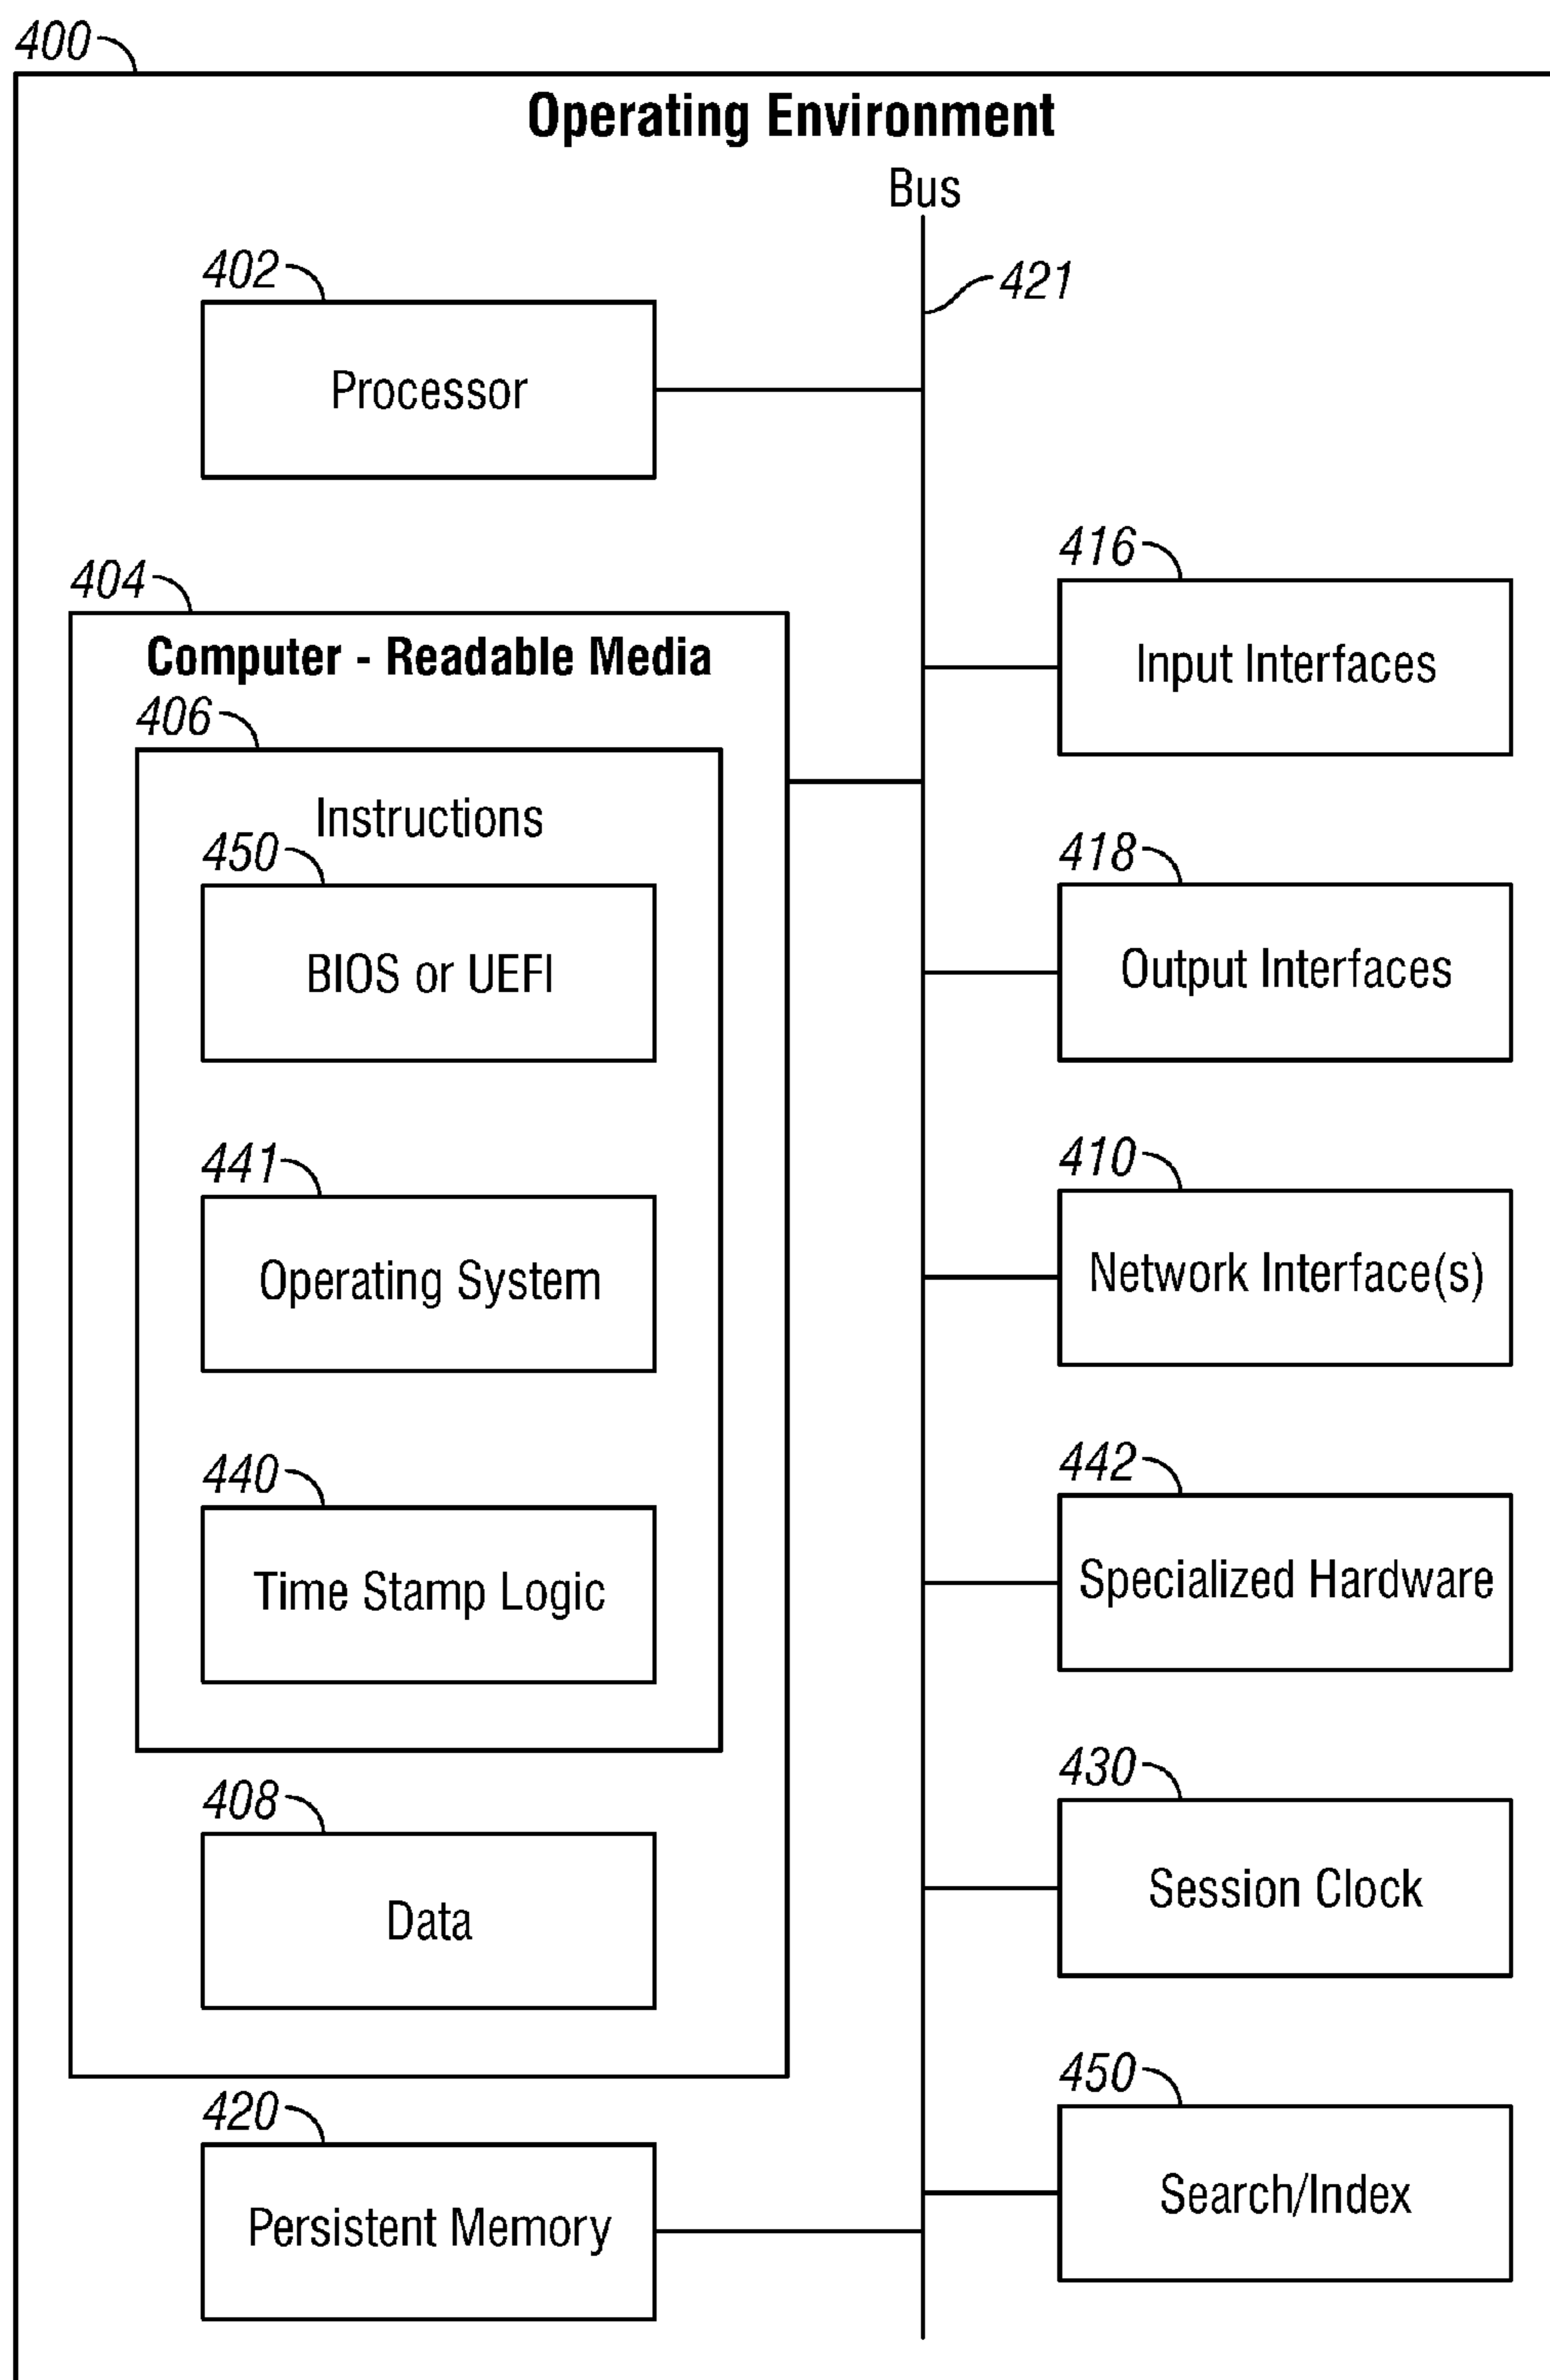 400
Operating Environment
Bus
421
402
Processor
404
Computer - Readable Media
406
Instructions
450
BIOS or UEFI
441
Operating System
440
Time Stamp Logic
408
Data
420
Persistent Memory
416
Input Interfaces
418
Output Interfaces
410
Network Interface(s)
442
Specialized Hardware
430
Session Clock
450
Search/Index